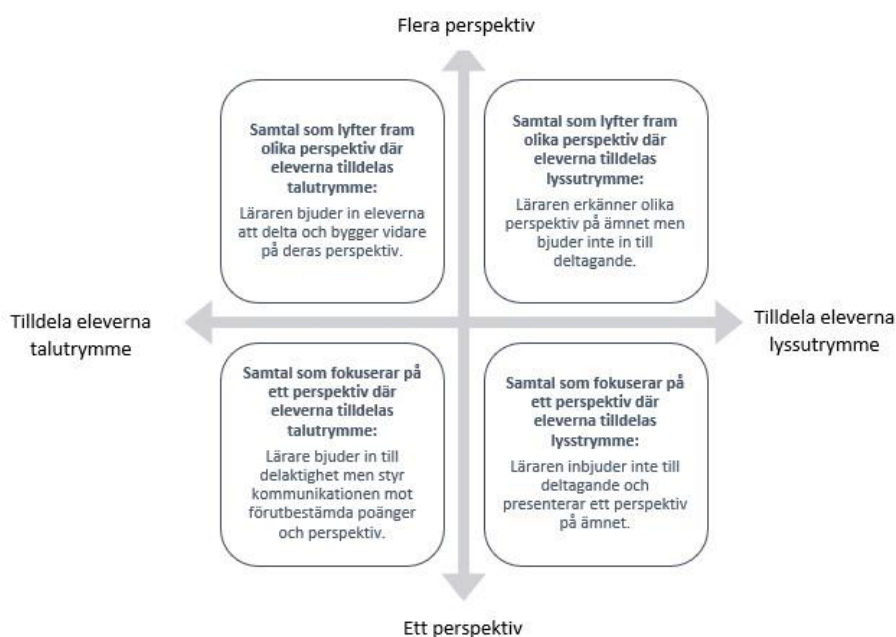 Flera perspektiv
Samtal som lyfter fram
olika perspektiv där
eleverna tilldelas
talutrymme:
Läraren bjuder in eleverna
att delta och bygger vidare
på deras perspektiv.
Samtal som lyfter fram
olika perspektiv där
eleverna tilldelas
lyssutrymme:
Läraren erkänner olika
perspektiv på ämnet men
bjuder inte in till
deltagande.
Tilldela eleverna
talutrymme
Tilldela eleverna
lyssutrymme
Samtal som fokuserar på
ett perspektiv där
eleverna tilldelas
talutrymme:
Lärare bjuder in till
delaktighet men styr
kommunikationen mot
förutbestämda poänger
och perspektiv.
Samtal som fokuserar på
ett perspektiv där
eleverna tilldelas
lysstrymme:
Läraren inbjuder inte till
deltagande och
presenterar ett perspektiv
på ämnet.
Ett perspektiv